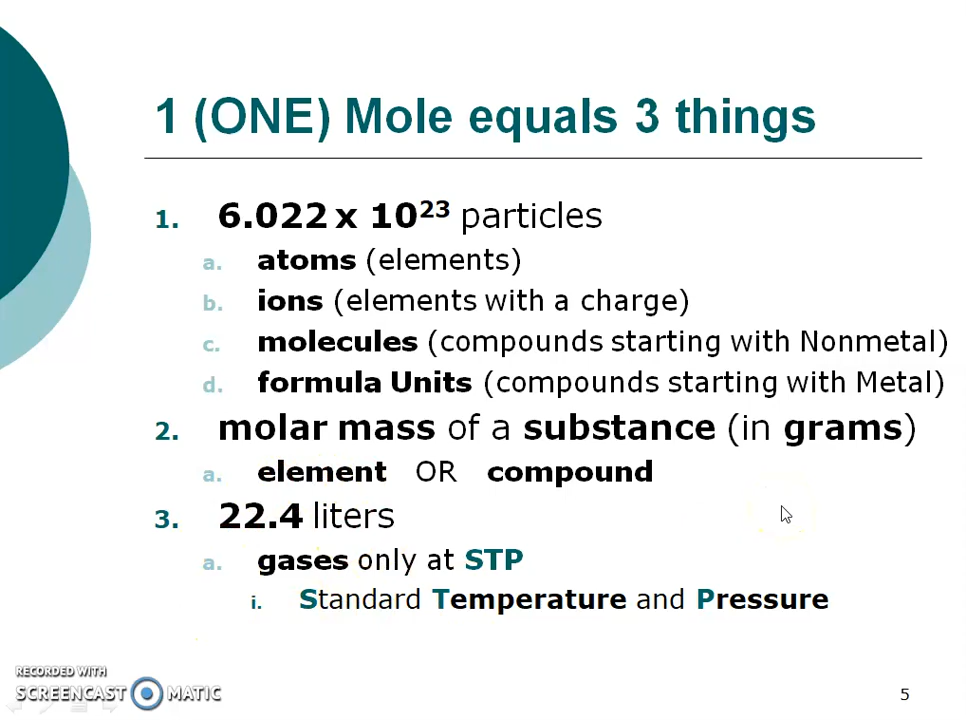 1 (ONE) Mole equals 3 things
1. 6.022 x 10²³ particles
a. atoms (elements)
b. ions (elements with a charge)
c. molecules (compounds starting with Nonmetal)
d. formula Units (compounds starting with Metal)
2. molar mass of a substance (in grams)
a. element OR compound
3. 22.4 liters
a. gases only at STP
i. Standard Temperature and Pressure
RECORDED WITH
SCREENCAST MATIC
5